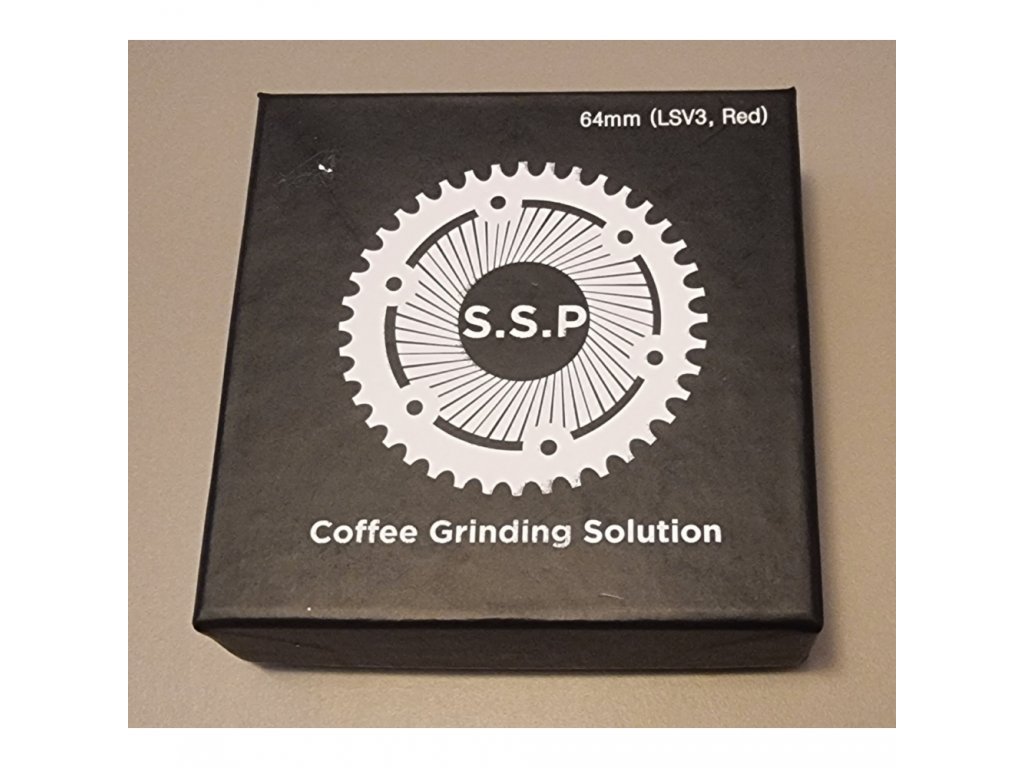 64mm (LSV3, Red)
S.S.P
Coffee Grinding Solution